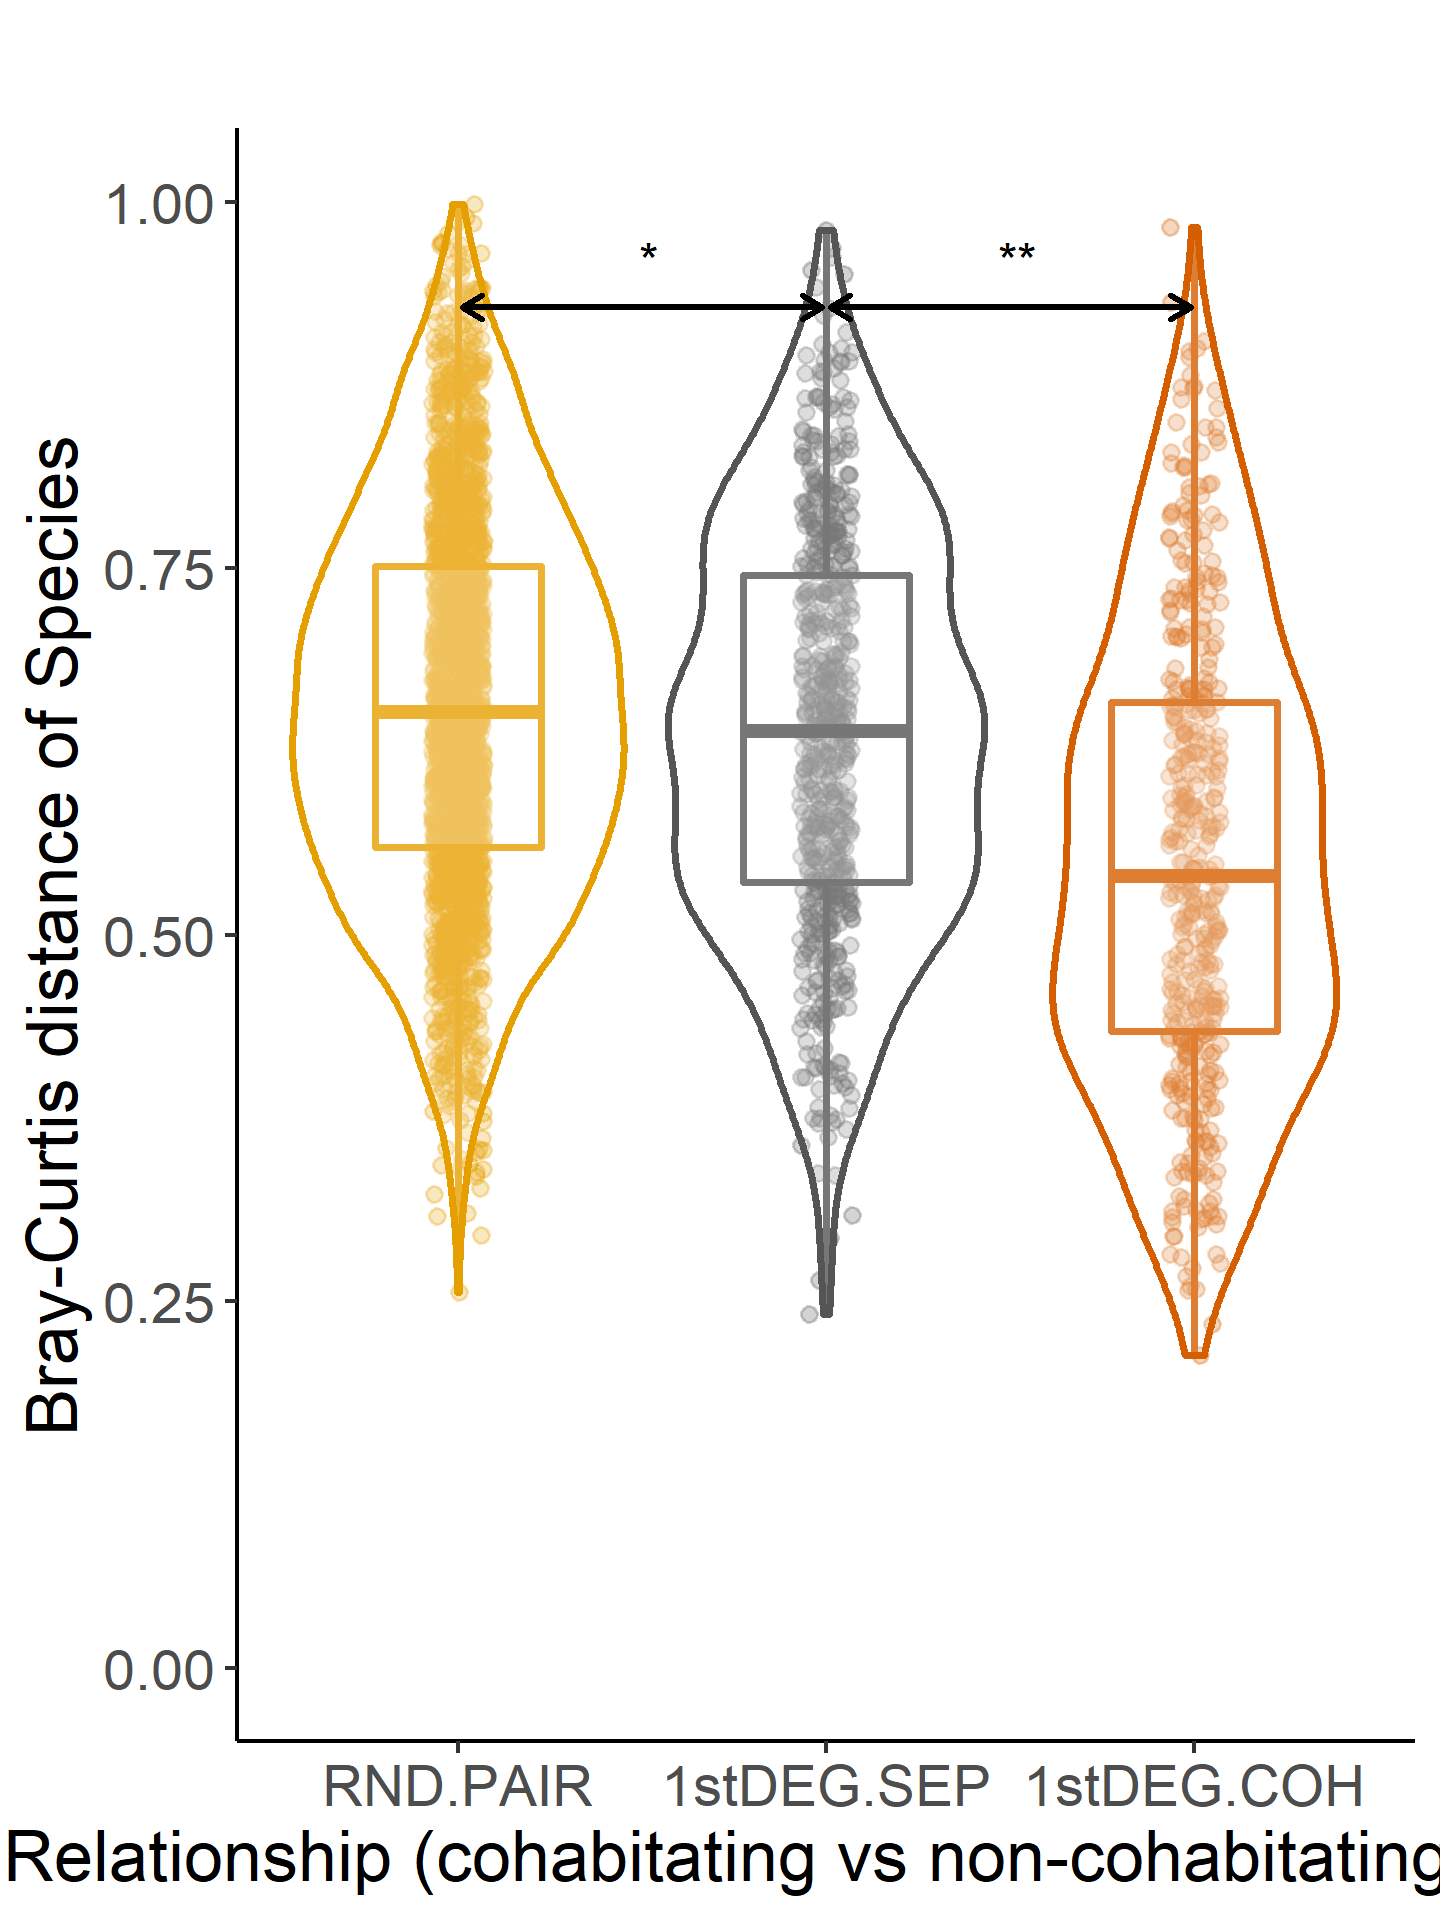 Bray-Curtis distance of Species
1.00
0.75
0.50
0.25
0.00
*
**
RND.PAIR
1stDEG.SEP
1stDEG.COH
Relationship (cohabitating vs non-cohabitating